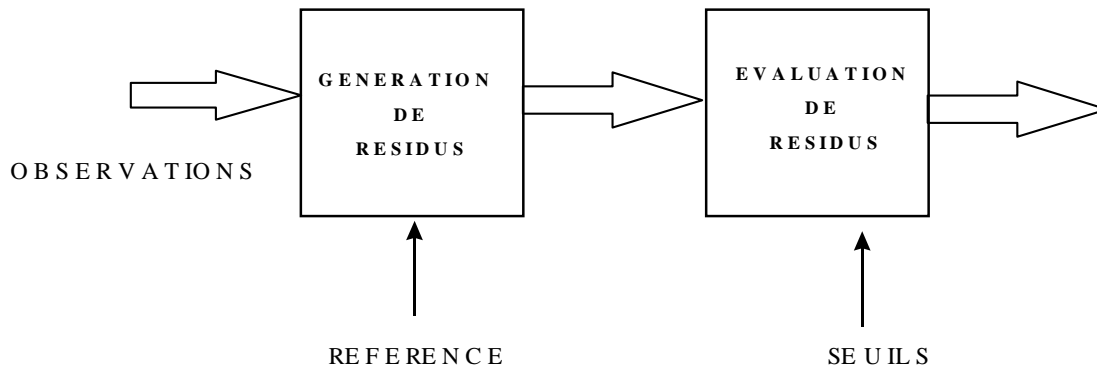 GENERATION
DE
RESIDUS
EVALUATION
DE
RESIDUS
OBSERVATIONS
REFERENCE
SEUILS